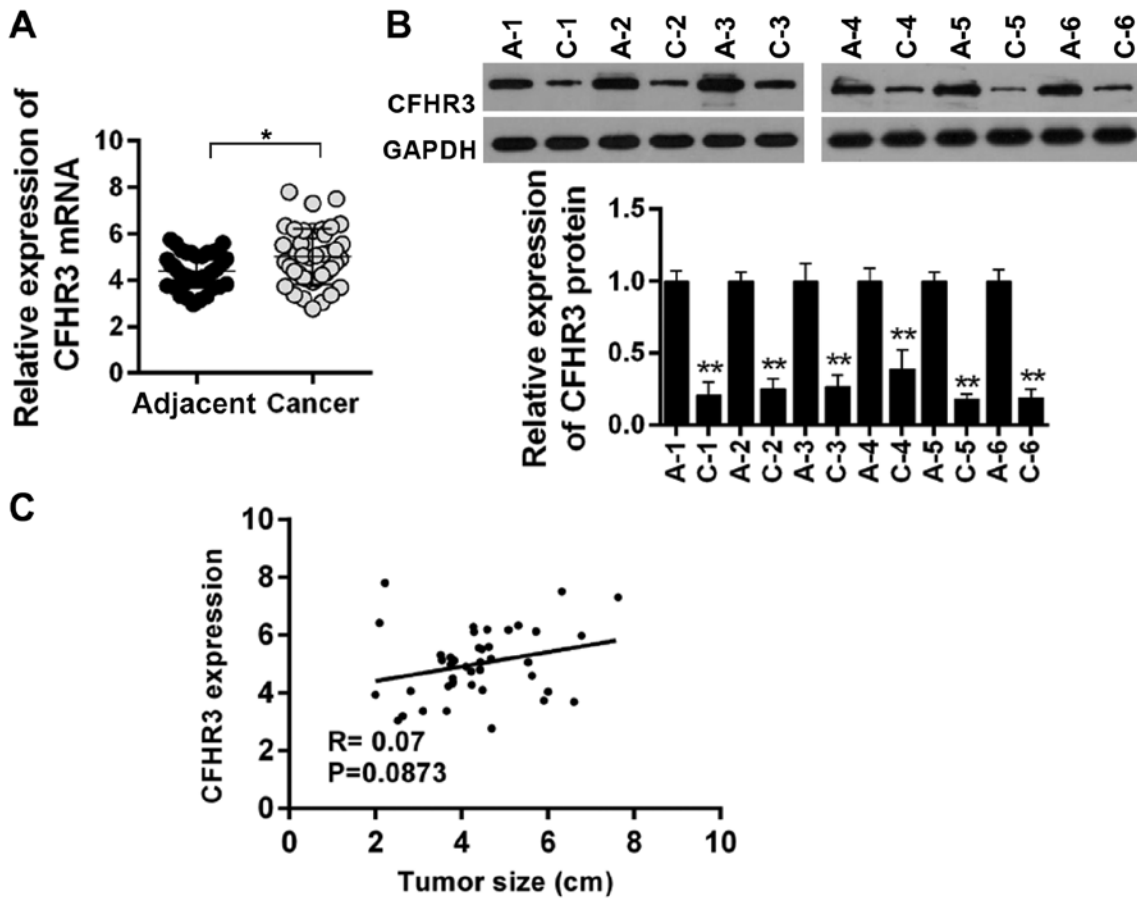 A
Relative expression of
CFHR3 mRNA
10
8
6
4
2
0
*
Adjacent
Cancer
B
A-1 C-1 A-2 C-2 A-3 C-3 A-4 C-4 A-5 C-5 A-6 C-6
CFHR3
GAPDH
Relative expression
of CFHR3 protein
1.5
1.0
0.5
0.0
** ** ** ** ** **
A-1 C-1 A-2 C-2 A-3 C-3 A-4 C-4 A-5 C-5 A-6 C-6
C
CFHR3 expression
10
8
6
4
2
0
R= 0.07
P=0.0873
0 2 4 6 8 10
Tumor size (cm)